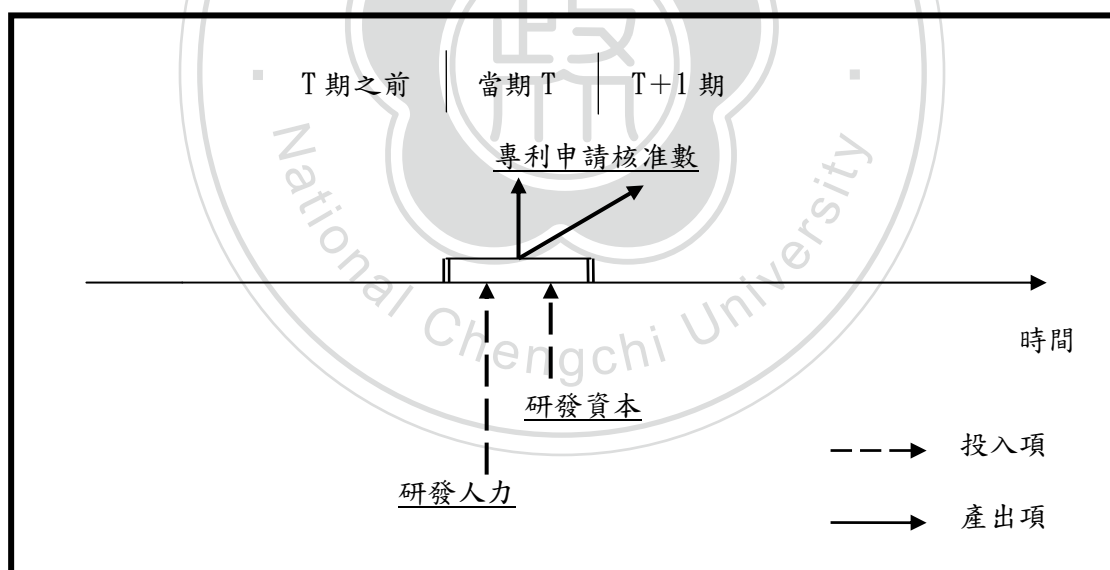 T期之前 當期T T+1期
專利申請核准數
時間
研發資本
投入項
研發人力
產出項
政
National Chengchi University